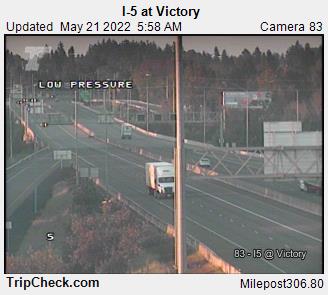 I-5 at Victory
Updated May 21 2022 5:58 AM Camera 83
LOW PRESSURE
S
83 - I5 @ Victory
TripCheck.com Milepost306.80